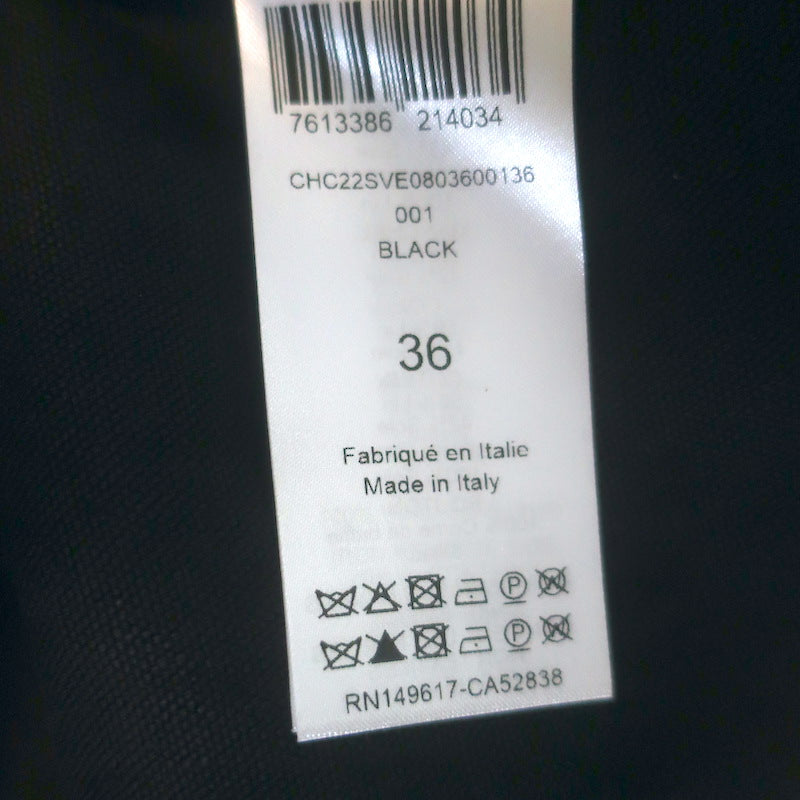 7613386 214034
CHC22SVE0803600136
001
BLACK
36
Fabriqué en Italie
Made in Italy
P
P
RN149617-CA52838